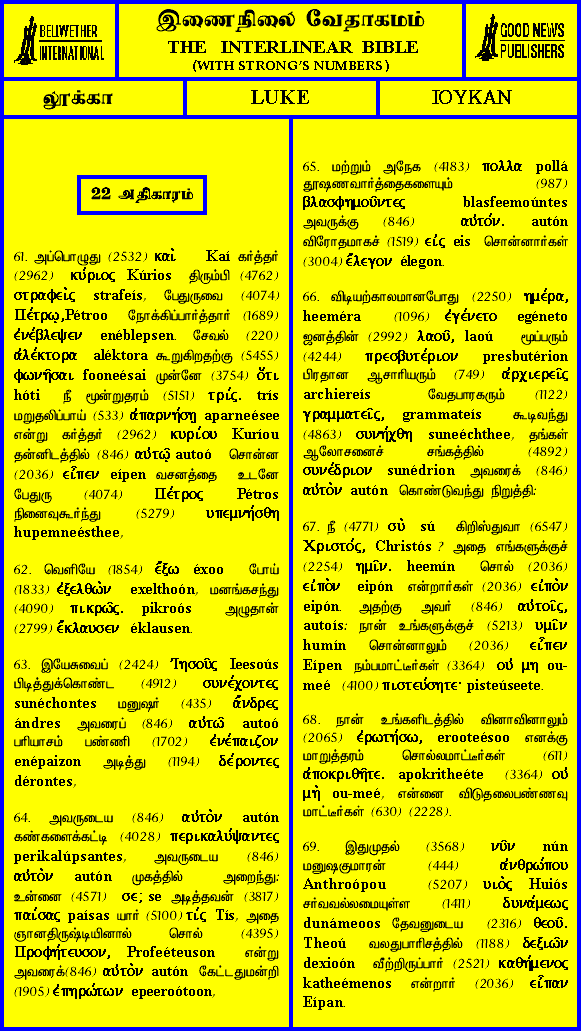 BELLWETHER
INTERNATIONAL
இணைநிலை வேதாகமம்
THE INTERLINEAR BIBLE
(WITH STRONG'S NUMBERS)
GOOD NEWS
PUBLISHERS
லூக்கா
LUKE
ΙΟΥΚΑΝ
22 அதிகாரம்
61. அப்பொழுது (2532) καὶ Kaí கர்த்தர்
(2962) κύριος Kúrios திரும்பி (4762)
στραφεὶς strafeís, பேதுருவை (4074)
Πέτρῳ,Pétroo நோக்கிப்பார்த்தார் (1689)
ἐνέβλεψεν enéblepsen. சேவல் (220)
ἀλέκτορα aléktora கூறுகிறதற்கு (5455)
φωνῆσαι fooneésai முன்னே (3754) ὅτι
hóti நீ மூன்றுதரம் (5151) τρίς. trís
மறுதலிப்பாய் (533) ἀπαρνήσῃ aparneésee
என்று கர்த்தர் (2962) κυρίου Kuríou
தன்னிடத்தில் (846) αὐτῷ autoó சொன்ன
(2036) εἶπεν eípen வசனத்தை உடனே
பேதுரு (4074) Πέτρος Pétros
நினைவுகூர்ந்து (5279) υπεμνήσθη
hupemneésthee,
62. வெளியே (1854) ἔξω éxoo போய்
(1833) ἐξελθὼν exelthoón, மனங்கசந்து
(4090) πικρῶς. pikroós அழுதான்
(2799) ἔκλαυσεν éklausen.
63. இயேசுவைப் (2424) Ἰησοῦς Ieesoús
பிடித்துக்கொண்ட (4912) συνέχοντες
sunéchontes மனுஷர் (435) ἄνδρες
ándres அவரைப் (846) αὐτῶ autoó
பரியாசம் பண்ணி (1702) ἐνέπαιζον
enépaizon அடித்து (1194) δέροντες
dérontes,
64. அவருடைய (846) αὐτὸν autón
கண்களைக்கட்டி (4028) περικαλύψαντες
perikalúpsantes, அவருடைய (846)
αὐτὸν autón முகத்தில் அறைந்து:
உன்னை (4571) σε; se அடித்தவன் (3817)
παίσας paísas யார் (5100) τίς Tís, அதை
ஞானதிருஷ்டியினால் சொல் (4395)
Προφήτευσον, Profeéteuson என்று
அவரைக்(846) αὐτὸν autón கேட்டதுமன்றி
(1905) ἐπηρώτων epeeroótoon,
65. மற்றும் அநேக (4183) πολλα pollá
தூஷணவார்த்தைகளையும் (987)
βλασφημοῦντες blasfeemoúntes
அவருக்கு (846) αὐτόν. autón
விரோதமாகச் (1519) εἰς eis சொன்னார்கள்
(3004) ἔλεγον élegon.
66. விடியற்காலமானபோது (2250) ημέρα,
heeméra (1096) ἐγένετο egéneto
ஜனத்தின் (2992) λαοῦ, laoú மூப்பரும்
(4244) πρεσβυτέριον presbutérion
பிரதான ஆசாரியரும் (749) ἀρχιερεῖς
archiereís வேதபாரகரும் (1122)
γραμματεῖς, grammateís கூடிவந்து
(4863) συνήχθη suneéchthee, தங்கள்
ஆலோசனைச் சங்கத்தில் (4892)
συνέδριον sunédrion அவரைக் (846)
αὐτὸν autón கொண்டுவந்து நிறுத்தி:
67. நீ (4771) σὺ sú கிறிஸ்துவா (6547)
Χριστός, Christós ? அதை எங்களுக்குச்
(2254) ημῖν. heemín சொல் (2036)
εἰπὸν eipón என்றார்கள் (2036) εἰπὸν
eipón. அதற்கு அவர் (846) αὐτοῖς,
autoís: நான் உங்களுக்குச் (5213) υμῖν
humín சொன்னாலும் (2036) εἶπεν
Eípen நம்பமாட்டீர்கள் (3364) οὐ μη ou-
meé (4100) πιστεύσητε· pisteúseete.
68. நான் உங்களிடத்தில் வினாவினாலும்
(2065) ἐρωτήσω, erooteésoo எனக்கு
மாறுத்தரம் சொல்லமாட்டீர்கள் (611)
ἀποκριθῆτε. apokritheéte (3364) οὐ
μὴ ou-meé, என்னை விடுதலைபண்ணவு
மாட்டீர்கள் (630) (2228).
69. இதுமுதல் (3568) νῦν nún
மனுஷகுமாரன் (444) ἀνθρώπου
Anthroópou (5207) υιὸς Huiós
சர்வவல்லமையுள்ள (1411) δυνάμεως
dunámeoos தேவனுடைய (2316) θεοῦ.
Theoú வலதுபாரிசத்தில் (1188) δεξιῶν
dexioón வீற்றிருப்பார் (2521) καθήμενος
katheémenos என்றார் (2036) εἶπαν
Eípan.